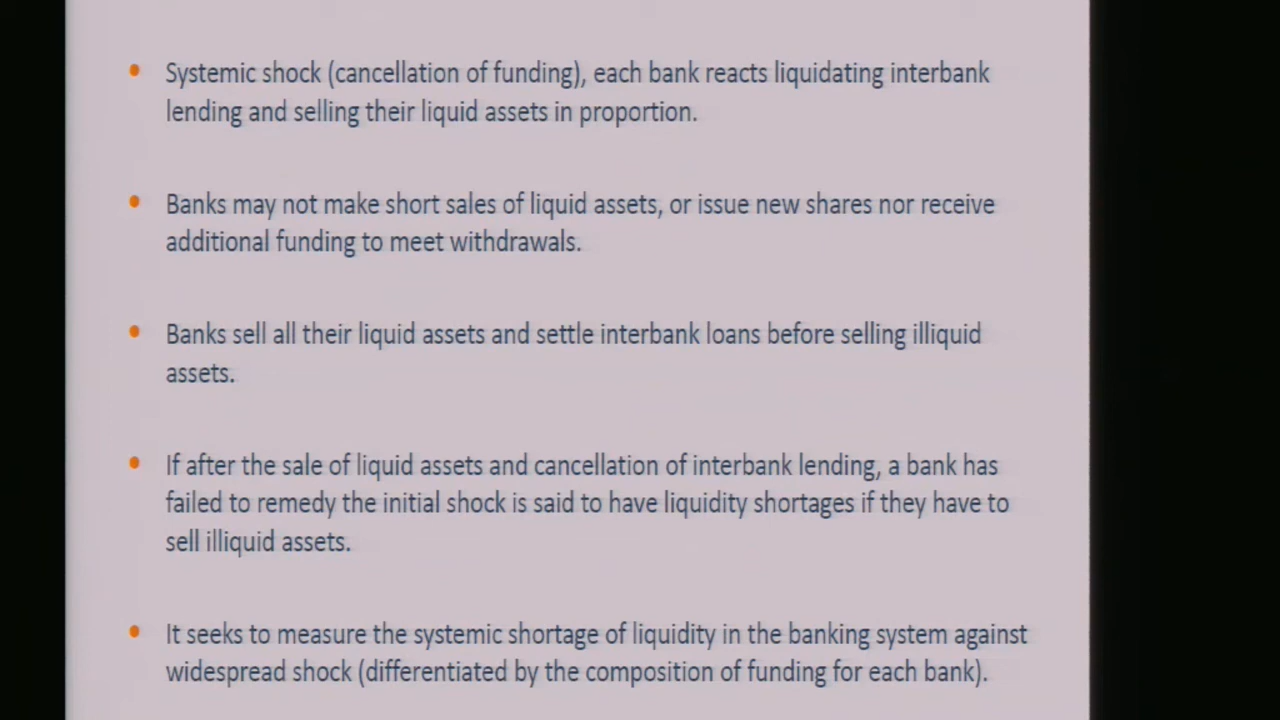 Systemic shock (cancellation of funding), each bank reacts liquidating interbank
lending and selling their liquid assets in proportion.
Banks may not make short sales of liquid assets, or issue new shares nor receive
additional funding to meet withdrawals.
Banks sell all their liquid assets and settle interbank loans before selling illiquid
assets.
If after the sale of liquid assets and cancellation of interbank lending, a bank has
failed to remedy the initial shock is said to have liquidity shortages if they have to
sell illiquid assets.
It seeks to measure the systemic shortage of liquidity in the banking system against
widespread shock (differentiated by the composition of funding for each bank).